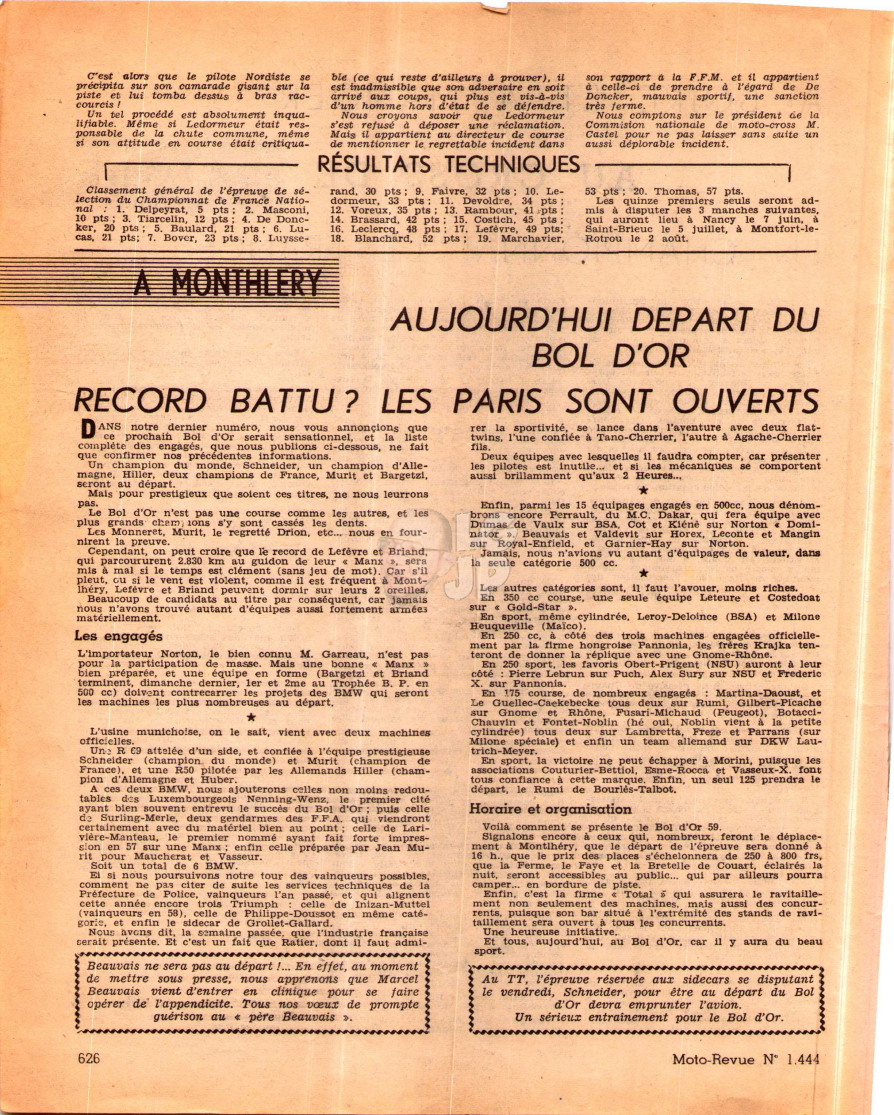 C'est alors que le pilote Nordiste se
précipita sur son camarade gisant sur la
piste et lui tomba dessus à bras rac-
courcis !
Un tel procédé est absolument inqua-
lifiable. Même si Ledormeur était res-
ponsable de la chute commune, même
si son attitude en course était critiqua-
ble (ce qui reste d'ailleurs à prouver), il
est inadmissible que son adversaire en soit
arrivé aux coups, qui plus est vis-à-vis
d'un homme hors d'état de se défendre.
Nous croyons savoir que Ledormeur
s'est refusé à déposer une réclamation.
Mais il appartient au directeur de course
de mentionner le regrettable incident dans
son rapport à la F.F.M. et il appartient
à celle-ci de prendre à l'égard de De
Doncker, mauvais sportif, une sanction
très ferme.
Nous comptons sur le président de la
Commision nationale de moto-cross M.
Castel pour ne pas laisser sans suite un
aussi déplorable incident.
RÉSULTATS TECHNIQUES
Classement général de l'épreuve de sé-
lection du Championnat de France Natio-
nal : 1. Delpeyrat, 5 pts ; 2. Masconi,
10 pts ; 3. Tiarcelin, 12 pts ; 4. De Donc-
ker, 20 pts ; 5. Baulard, 21 pts ; 6. Lu-
cas, 21 pts; 7. Bover, 23 pts ; 8. Luysse-
rand, 30 pts ; 9. Faivre, 32 pts ; 10. Le-
dormeur, 33 pts ; 11. Devoldre, 34 pts ;
12. Voreux, 35 pts ; 13. Rambour, 41 pts ;
14. Brassard, 42 pts ; 15. Costich, 45 pts ;
16. Leclercq, 48 pts ; 17. Lefèvre, 49 pts;
18. Blanchard, 52 pts ; 19. Marchavier,
53 pts ; 20. Thomas, 57 pts.
Les quinze premiers seuls seront ad-
mis à disputer les 3 manches suivantes,
qui auront lieu à Nancy le 7 juin, à
Saint-Brieuc le 5 juillet, à Montfort-le-
Rotrou le 2 août.
A MONTHLERY
AUJOURD'HUI DEPART DU
BOL D'OR
RECORD BATTU ? LES PARIS SONT OUVERTS
DANS notre dernier numéro, nous vous annoncions que
ce prochain Bol d'Or serait sensationnel, et la liste
complète des engagés, que nous publions ci-dessous, ne fait
que confirmer nos précédentes informations.
Un champion du monde, Schneider, un champion d'Alle-
magne, Hiller, deux champions de France, Murit et Bargetzi,
seront au départ.
Mais pour prestigieux que soient ces titres, ne nous leurrons
pas.
Le Bol d'Or n'est pas une course comme les autres, et les
plus grands champions s'y sont cassés les dents.
Les Monneret, Murit, le regretté Drion, etc... nous en four-
nirent la preuve.
Cependant, on peut croire que le record de Lefèvre et Briand,
qui parcoururent 2.830 km au guidon de leur « Manx », sera
mis à mal si le temps est clément (sans jeu de mot). Car s'il
pleut, ou si le vent est violent, comme il est fréquent à Mont-
lhéry, Lefèvre et Briand peuvent dormir sur leurs 2 oreilles.
Beaucoup de candidats au titre par conséquent, car jamais
nous n'avons trouvé autant d'équipes aussi fortement armées
matériellement.
Les engagés
L'importateur Norton, le bien connu M. Garreau, n'est pas
pour la participation de masse. Mais une bonne « Manx »
bien préparée, et une équipe en forme (Bargetzi et Briand
terminent, dimanche dernier, 1er et 2me au Trophée B. P. en
500 cc) doivent contrecarrer les projets des BMW qui seront
les machines les plus nombreuses au départ.
★
L'usine munichoise, on le sait, vient avec deux machines
officielles.
Une R 69 attelée d'un side, et confiée à l'équipe prestigieuse
Schneider (champion du monde) et Murit (champion de
France), et une R50 pilotée par les Allemands Hiller (cham-
pion d'Allemagne et Huber.
A ces deux BMW, nous ajouterons celles non moins redou-
tables des Luxembourgeois Nenning-Wenz, le premier cité
ayant bien souvent entrevu le succès du Bol d'Or ; puis celle
de Surling-Merle, deux gendarmes des F.F.A. qui viendront
certainement avec du matériel bien au point ; celle de Lari-
vière-Manteau, le premier nommé ayant fait forte impres-
sion en 57 sur une Manx ; enfin celle préparée par Jean Mu-
rit pour Maucherat et Vasseur.
Soit un total de 6 BMW.
Et si nous poursuivons notre tour des vainqueurs possibles,
comment ne pas citer de suite les services techniques de la
Préfecture de Police, vainqueurs l'an passé, et qui alignent
cette année encore trois Triumph : celle de Inizan-Muttel
(vainqueurs en 58), celle de Philippe-Doussot en même caté-
gorie, et enfin le sidecar de Grollet-Gallard.
Nous avons dit, la semaine passée, que l'industrie française
serait présente. Et c'est un fait que Ratier, dont il faut admi-
rer la sportivité, se lance dans l'aventure avec deux flat-
twins, l'une confiée à Tano-Cherrier, l'autre à Agache-Cherrier
fils.
Deux équipes avec lesquelles il faudra compter, car présenter
les pilotes est inutile... et si les mécaniques se comportent
aussi brillamment qu'aux 2 Heures...
★
Enfin, parmi les 15 équipages engagés en 500cc, nous dénom-
brons encore Perrault, du M.C. Dakar, qui fera équipe avec
Dumas de Vaulx sur BSA, Cot et Kiéné sur Norton « Domi-
nator ». Beauvais et Valdevit sur Horex, Leconte et Mangin
sur Royal-Enfield, et Garnier-Hay sur Norton.
Jamais, nous n'avions vu autant d'équipages de valeur, dans
la seule catégorie 500 cc.
★
Les autres catégories sont, il faut l'avouer, moins riches.
En 350 cc course, une seule équipe Leteure et Costedoat
sur « Gold-Star ».
En sport, même cylindrée, Leroy-Deloince (BSA) et Milone
Heuqueville (Maïco).
En 250 cc, à côté des trois machines engagées officielle-
ment par la firme hongroise Pannonia, les frères Krajka ten-
teront de donner la réplique avec une Gnome-Rhône.
En 250 sport, les favoris Obert-Prigent (NSU) auront à leur
côté : Pierre Lebrun sur Puch, Alex Sury sur NSU et Frederic
X. sur Pannonia.
En 175 course, de nombreux engagés : Martina-Daoust, et
Le Guellec-Caekebecke tous deux sur Rumi, Gilbert-Picache
sur Gnome et Rhône, Fusari-Michaud (Peugeot), Botacci-
Chauvin et Fontet-Noblin (hé oui, Noblin vient à la petite
cylindrée) tous deux sur Lambretta, Freze et Parrans (sur
Milone spéciale) et enfin un team allemand sur DKW Lau-
trich-Meyer.
En sport, la victoire ne peut échapper à Morini, puisque les
associations Couturier-Bettiol, Esme-Rocca et Vasseux-X. font
tous confiance à cette marque. Enfin, un seul 125 prendra le
départ, le Rumi de Bourlès-Talbot.
Horaire et organisation
Voilà comment se présente le Bol d'Or 59.
Signalons encore à ceux qui, nombreux, feront le déplace-
ment à Montlhéry, que le départ de l'épreuve sera donné à
16 h., que le prix des places s'échelonnera de 250 à 800 frs,
que la Ferme, le Faye et la Bretelle de Couart, éclairés la
nuit, seront accessibles au public... qui par ailleurs pourra
camper... en bordure de piste.
Enfin, c'est la firme « Total » qui assurera le ravitaille-
ment non seulement des machines, mais aussi des concur-
rents, puisque son bar situé à l'extrémité des stands de ravi-
taillement sera ouvert à tous les concurrents.
Une heureuse initiative.
Et tous, aujourd'hui, au Bol d'Or, car il y aura du beau
sport.
Beauvais ne sera pas au départ !... En effet, au moment
de mettre sous presse, nous apprenons que Marcel
Beauvais vient d'entrer en clinique pour se faire
opérer de l'appendicite. Tous nos vœux de prompte
guérison au « père Beauvais ».
Au TT, l'épreuve réservée aux sidecars se disputant
le vendredi, Schneider, pour être au départ du Bol
d'Or devra emprunter l'avion.
Un sérieux entrainement pour le Bol d'Or.
626
Moto-Revue N° 1.444